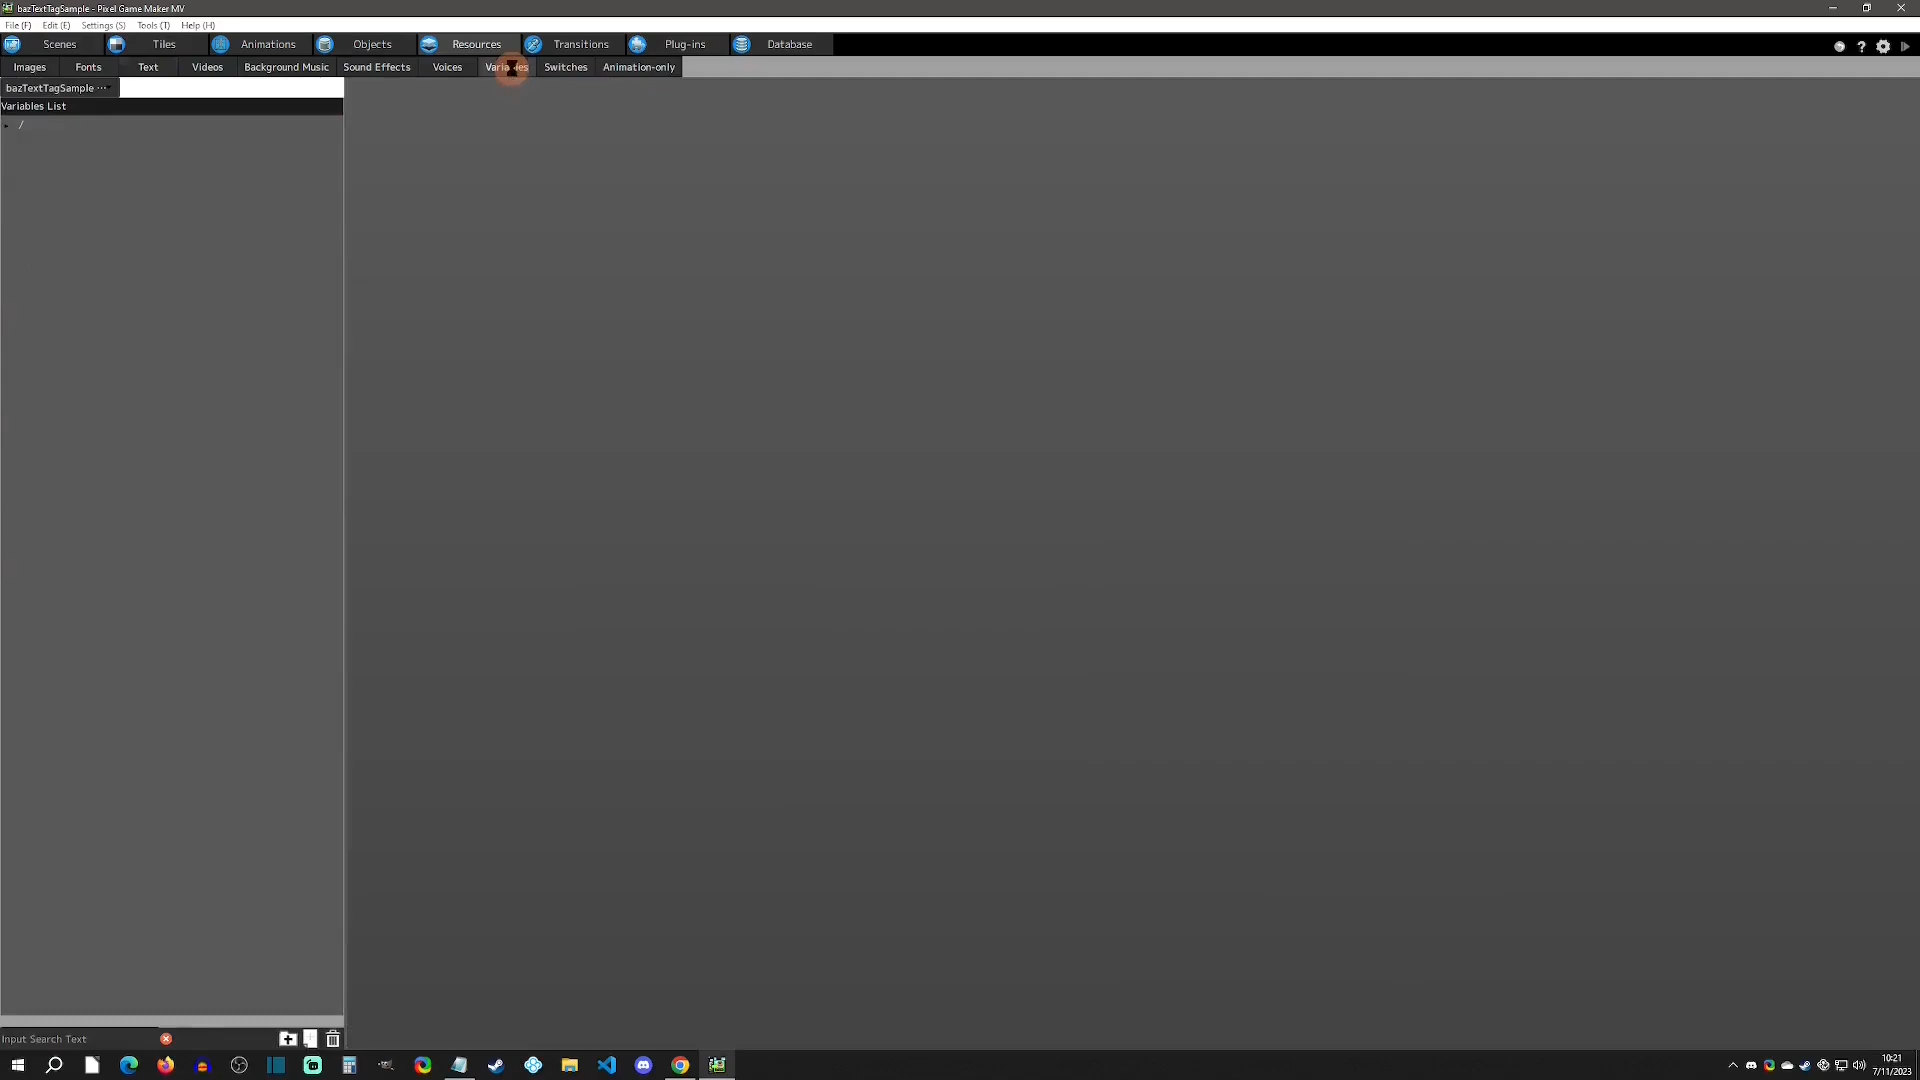 bazTextTagSample - Pixel Game Maker MV
File (F) Edit (E) Settings (S) Tools (T) Help (H)
Scenes Tiles Animations Objects Resources Transitions Plug-ins Database
Images Fonts Text Videos Background Music Sound Effects Voices Switches Animation-only
bazTextTagSample ···
Variables List
/
Input Search Text
10:21
7/11/2023